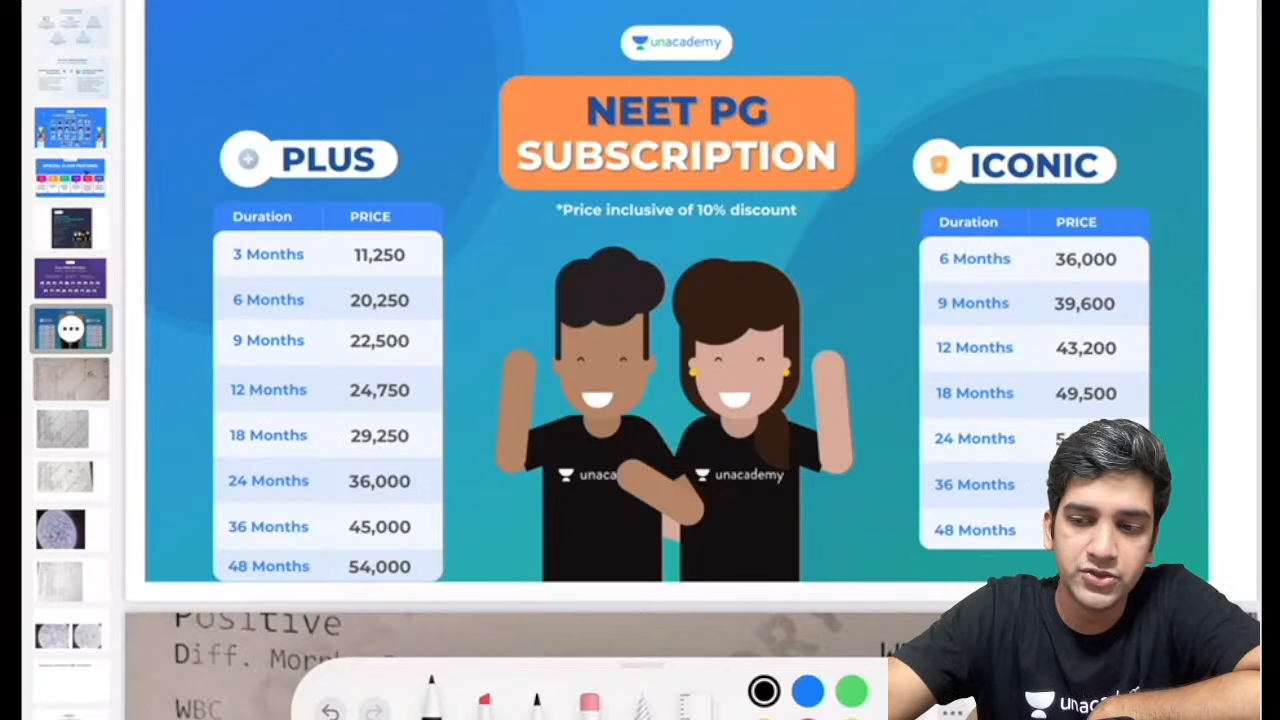 unacademy
NEET PG
SUBSCRIPTION
*Price inclusive of 10% discount
PLUS
Duration PRICE
3 Months 11,250
6 Months 20,250
9 Months 22,500
12 Months 24,750
18 Months 29,250
24 Months 36,000
36 Months 45,000
48 Months 54,000
ICONIC
Duration PRICE
6 Months 36,000
9 Months 39,600
12 Months 43,200
18 Months 49,500
24 Months
36 Months
48 Months
unaca
unacademy
Positive
Diff.
WBC